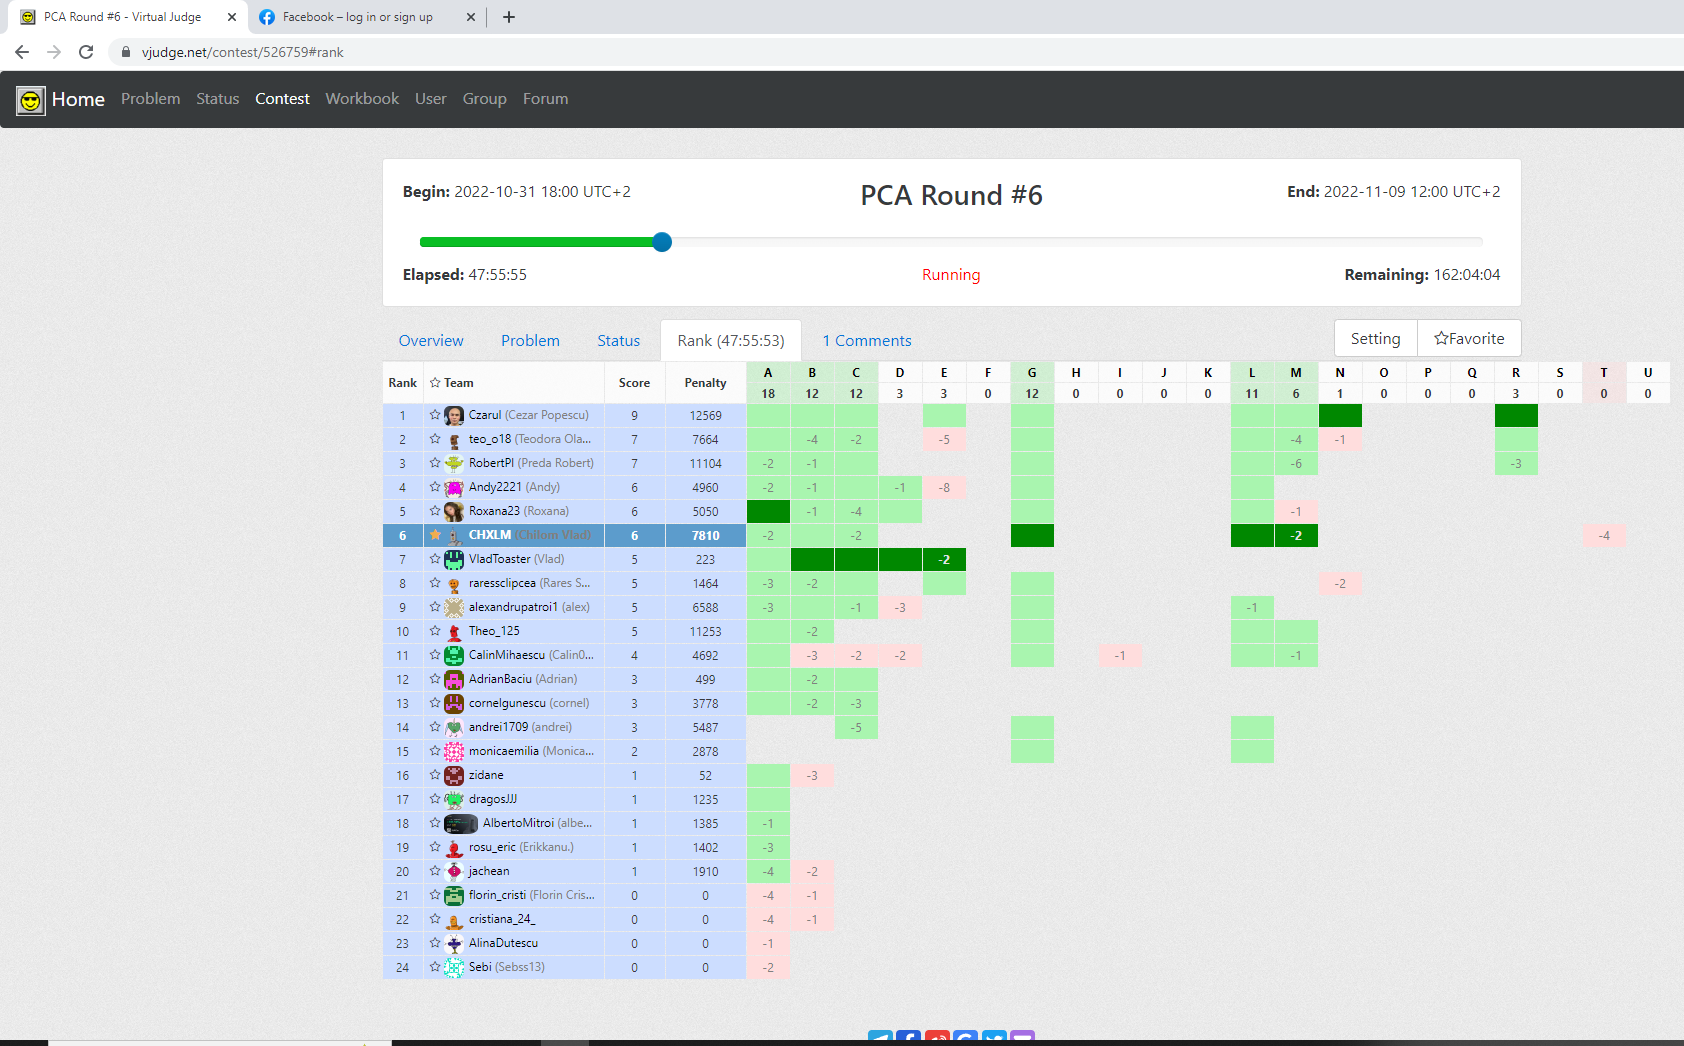 PCA Round #6 - Virtual Judge
Facebook – log in or sign up
vjudge.net/contest/526759#rank
Home Problem Status Contest Workbook User Group Forum
Begin: 2022-10-31 18:00 UTC+2 PCA Round #6 End: 2022-11-09 12:00 UTC+2
Elapsed: 47:55:55 Running Remaining: 162:04:04
Overview Problem Status Rank (47:55:53) 1 Comments Setting Favorite
Rank Team Score Penalty A B C D E F G H I J K L M N O P Q R S T U
18 12 12 3 3 0 12 0 0 0 0 11 6 1 0 0 0 3 0 0 0
1 Czarul (Cezar Popescu) 9 12569
2 teo_o18 (Teodora Ola... 7 7664 -4 -2 -5 -4 -1
3 RobertPl (Preda Robert) 7 11104 -2 -1 -6 -3
4 Andy2221 (Andy) 6 4960 -2 -1 -1 -8
5 Roxana23 (Roxana) 6 5050 -1 -4 -1
6 CHXLM (Chilom Vlad) 6 7810 -2 -2 -2 -4
7 VladToaster (Vlad) 5 223 -2
8 raressclipcea (Rares S... 5 1464 -3 -2 -2
9 alexandrupatroi1 (alex) 5 6588 -3 -1 -3 -1
10 Theo_125 5 11253 -2
11 CalinMihaescu (Calin0... 4 4692 -3 -2 -2 -1 -1
12 AdrianBaciu (Adrian) 3 499 -2
13 cornelgunescu (cornel) 3 3778 -2 -3
14 andrei1709 (andrei) 3 5487 -5
15 monicaemilia (Monica... 2 2878
16 zidane 1 52 -3
17 dragosJJJ 1 1235
18 AlbertoMitroi (albe... 1 1385 -1
19 rosu_eric (Erikkanu.) 1 1402 -3
20 jachean 1 1910 -4 -2
21 florin_cristi (Florin Cris... 0 0 -4 -1
22 cristiana_24_ 0 0 -4 -1
23 AlinaDutescu 0 0 -1
24 Sebi (Sebss13) 0 0 -2